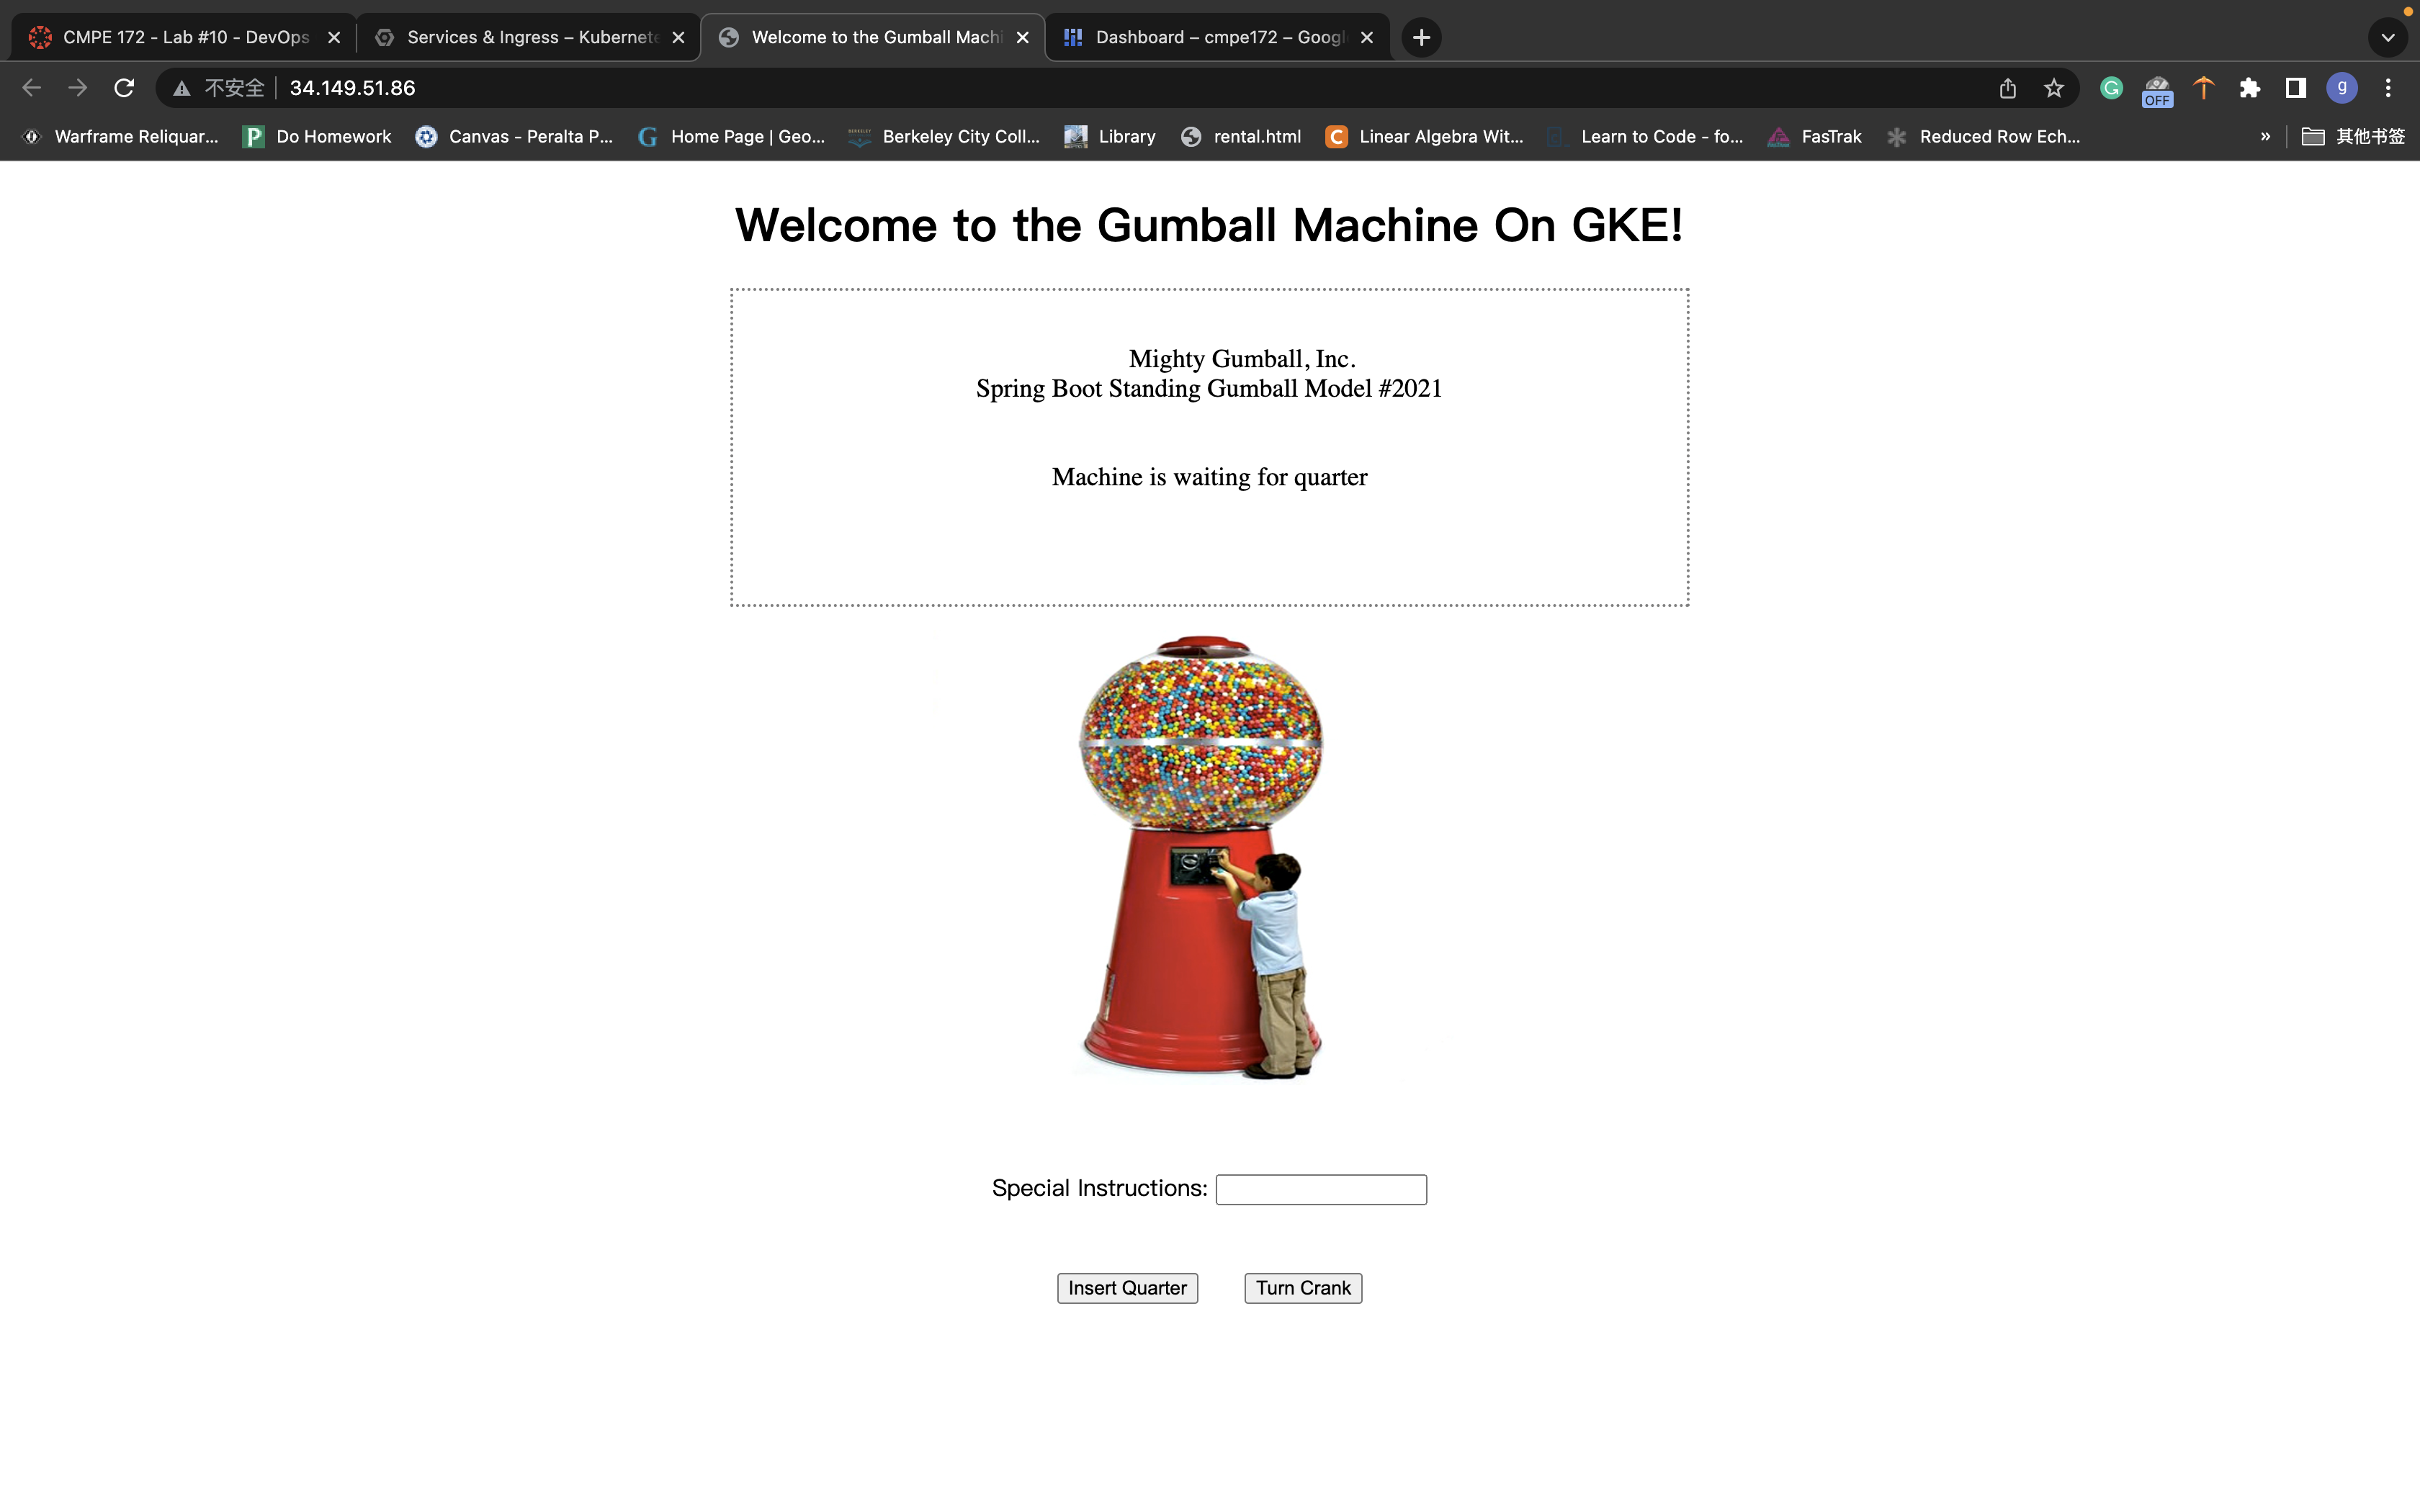 CMPE 172 - Lab #10 - DevOps
Services & Ingress – Kubernete
Welcome to the Gumball Machi
Dashboard – cmpe172 – Googl
不安全 34.149.51.86
G OFF g
Warframe Reliquar... Do Homework Canvas - Peralta P... Home Page | Geo... Berkeley City Coll... Library rental.html Linear Algebra Wit... Learn to Code - fo... FasTrak Reduced Row Ech... » 其他书签
Welcome to the Gumball Machine On GKE!
Mighty Gumball, Inc.
Spring Boot Standing Gumball Model #2021
Machine is waiting for quarter
Special Instructions:
Insert Quarter Turn Crank